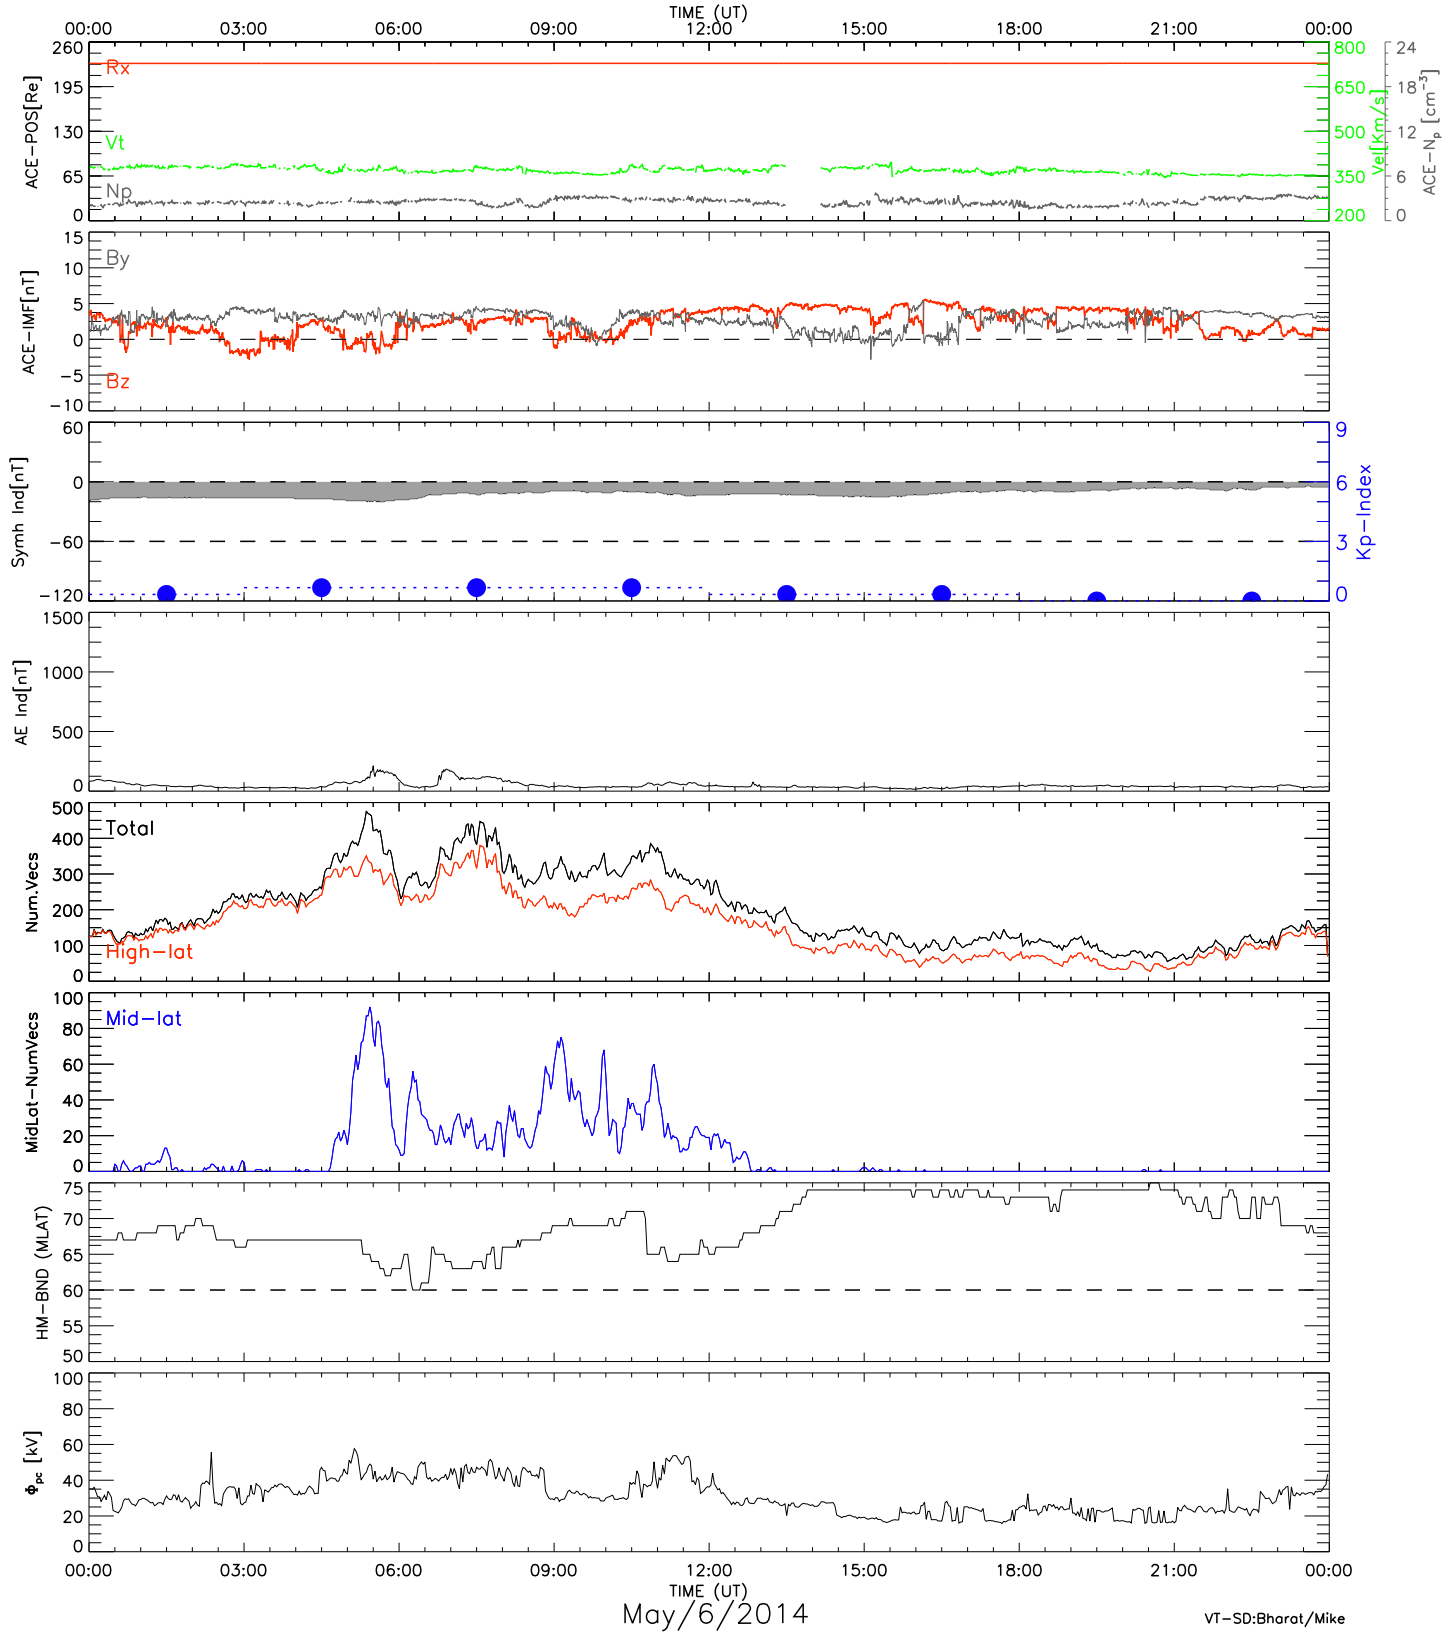 TIME (UT)
00:00 03:00 06:00 09:00 12:00 15:00 18:00 21:00 00:00
ACE-POS[Re]
260
195
130
65
0
Rx
Vt
Np
800
650
500
350
200
Vel[Km/s]
24
18
12
6
0
ACE-Np [cm⁻³]
ACE-IMF[nT]
15
10
5
0
-5
-10
By
Bz
Symh Ind[nT]
60
0
-60
-120
9
6
3
0
Kp-Index
AE Ind[nT]
1500
1000
500
0
Num.Vecs
500
400
300
200
100
0
Total
High-lat
MidLat-NumVecs
100
80
60
40
20
0
Mid-lat
HM-BND (MLAT)
75
70
65
60
55
50
Φpc [kV]
100
80
60
40
20
0
00:00 03:00 06:00 09:00 12:00 15:00 18:00 21:00 00:00
TIME (UT)
May/6/2014
VT-SD:Bharat/Mike